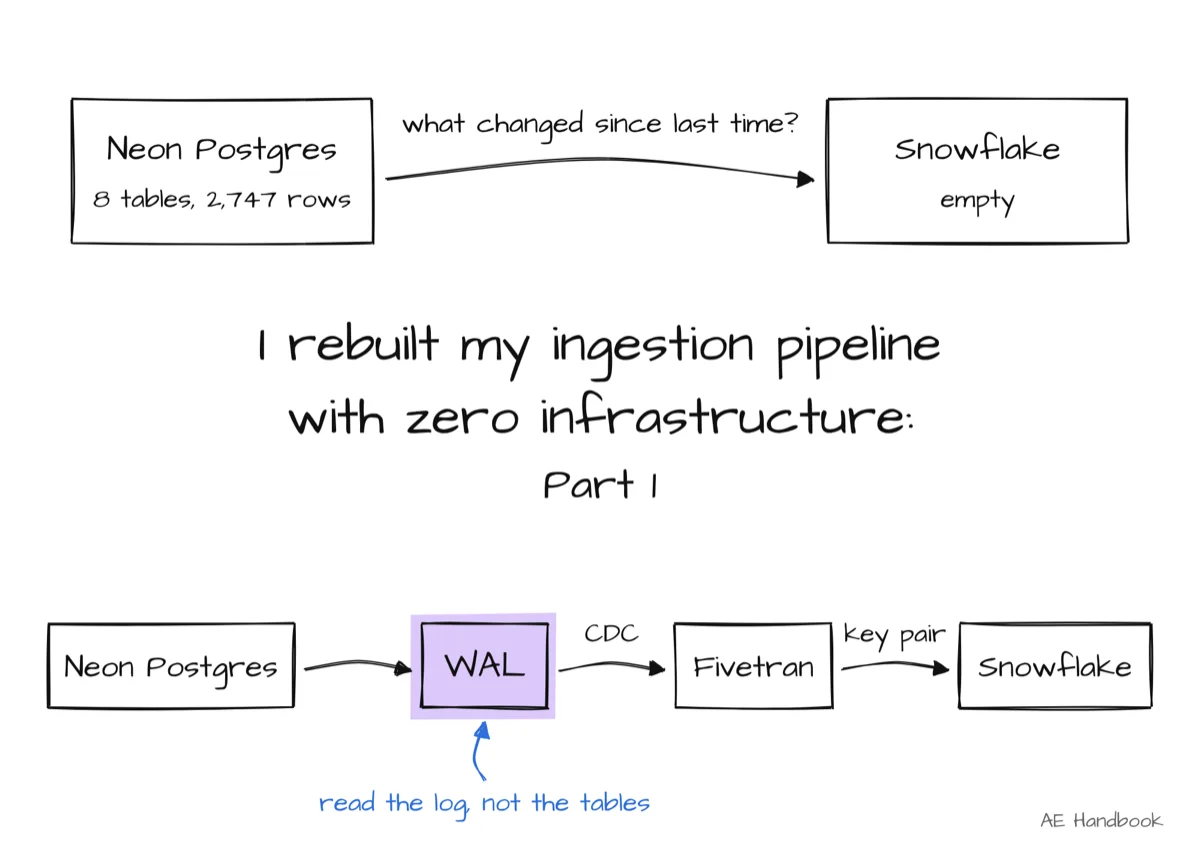 Neon Postgres
8 tables, 2,747 rows
what changed since last time?
Snowflake
empty
I rebuilt my ingestion pipeline
with zero infrastructure:
Part 1
Neon Postgres
WAL
CDC
Fivetran
key pair
Snowflake
read the log, not the tables
AE Handbook